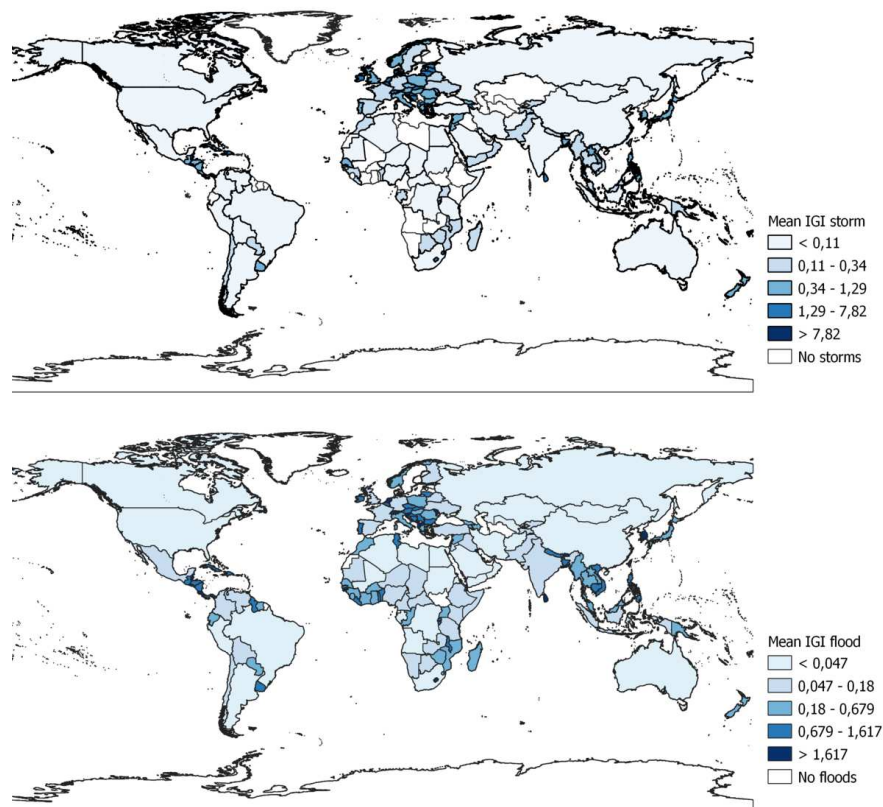 Mean IGI storm
< 0,11
0,11 - 0,34
0,34 - 1,29
1,29 - 7,82
> 7,82
No storms
Mean IGI flood
< 0,047
0,047 - 0,18
0,18 - 0,679
0,679 - 1,617
> 1,617
No floods